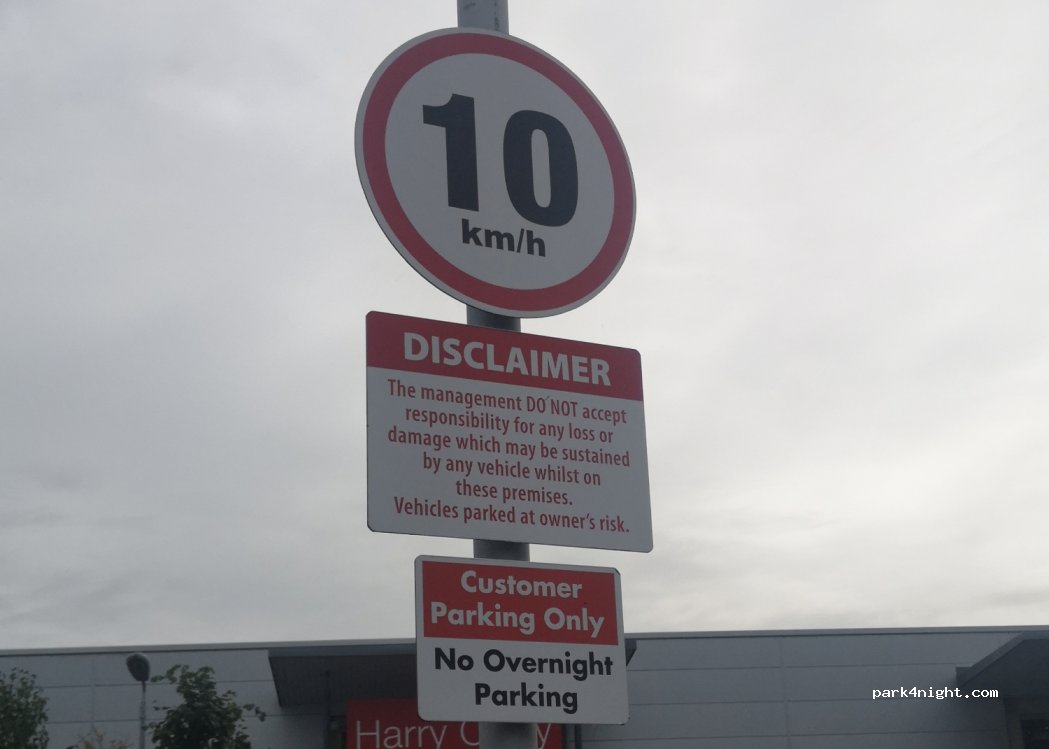 10
km/h
DISCLAIMER
The management DO NOT accept
responsibility for any loss or
damage which may be sustained
by any vehicle whilst on
these premises.
Vehicles parked at owner's risk.
Customer
Parking Only
No Overnight
Parking
Harry
park4night.com